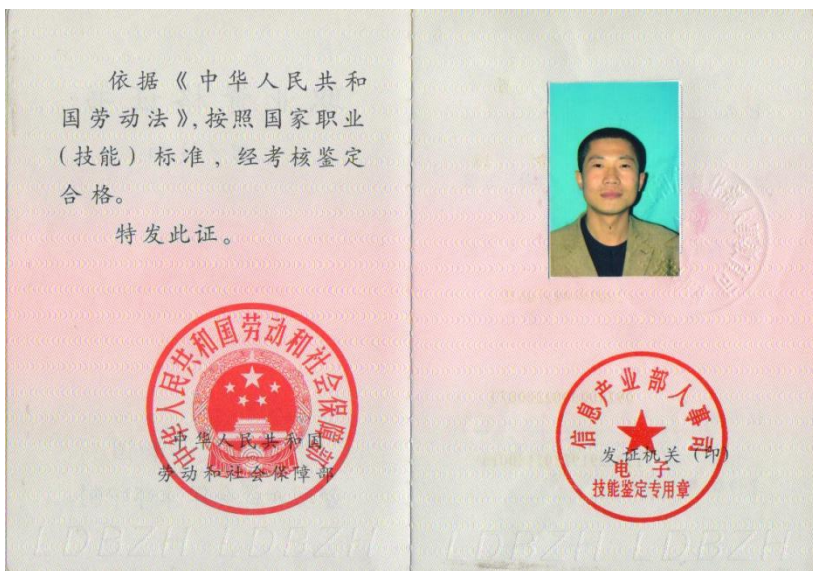 依据《中华人民共和
国劳动法》,按照国家职业
(技能)标准,经考核鉴定
合格。
特发此证。
中华人民共和国劳动和社会保障部
中华人民共和国
劳动和社会保障部
LDBZH LDBZH
信息产业部人事司
发证机关(印)
电子
技能鉴定专用章
LDBZH LDBZH